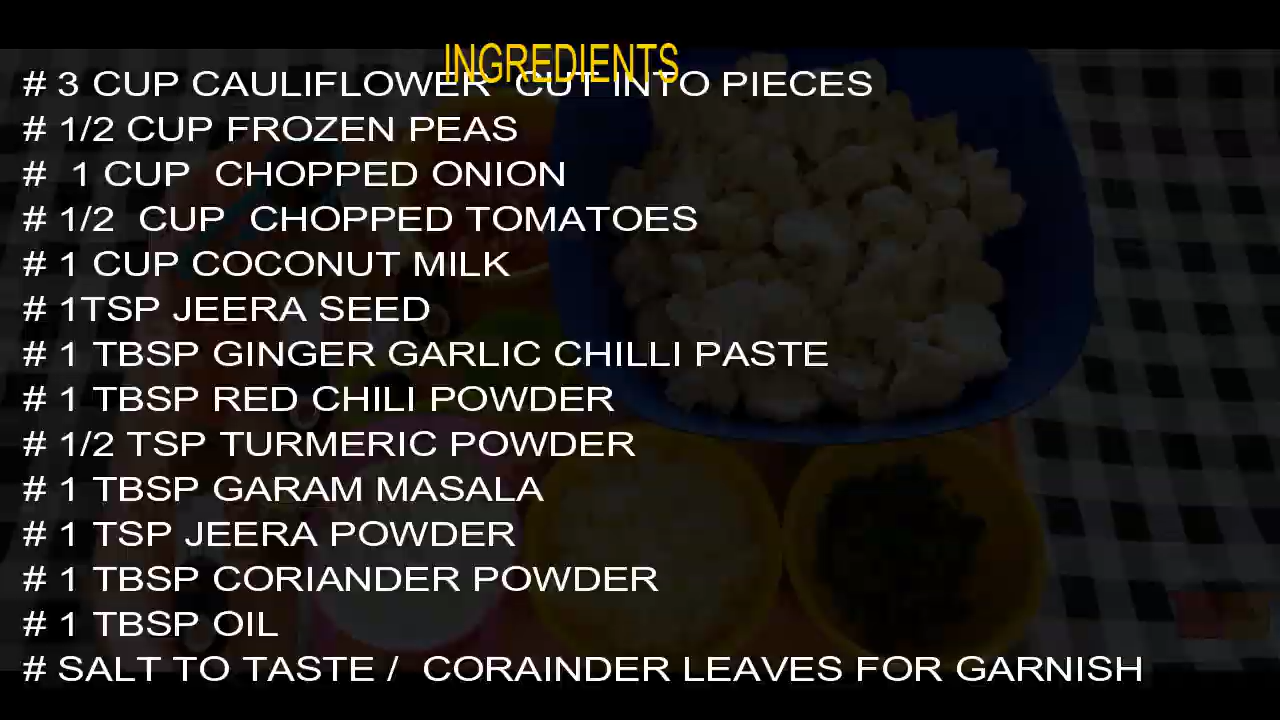 INGREDIENTS
# 3 CUP CAULIFLOWER CUT INTO PIECES
# 1/2 CUP FROZEN PEAS
# 1 CUP CHOPPED ONION
# 1/2 CUP CHOPPED TOMATOES
# 1 CUP COCONUT MILK
# 1TSP JEERA SEED
# 1 TBSP GINGER GARLIC CHILLI PASTE
# 1 TBSP RED CHILI POWDER
# 1/2 TSP TURMERIC POWDER
# 1 TBSP GARAM MASALA
# 1 TSP JEERA POWDER
# 1 TBSP CORIANDER POWDER
# 1 TBSP OIL
# SALT TO TASTE / CORAINDER LEAVES FOR GARNISH